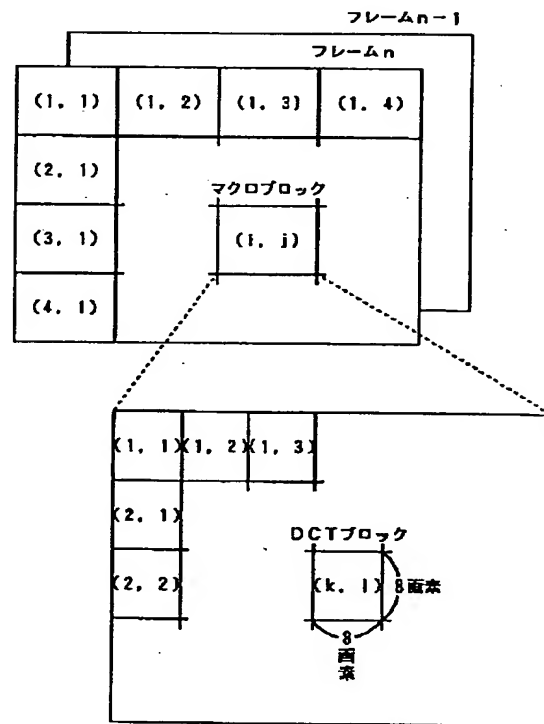 フレームn-1
フレームn
(1, 1) (1, 2) (1, 3) (1, 4)
(2, 1)
マクロブロック
(3, 1) (i, j)
(4, 1)
(1, 1) (1, 2) (1, 3)
(2, 1)
DCTブロック
(2, 2) (k, l) 8画素
8
画
素